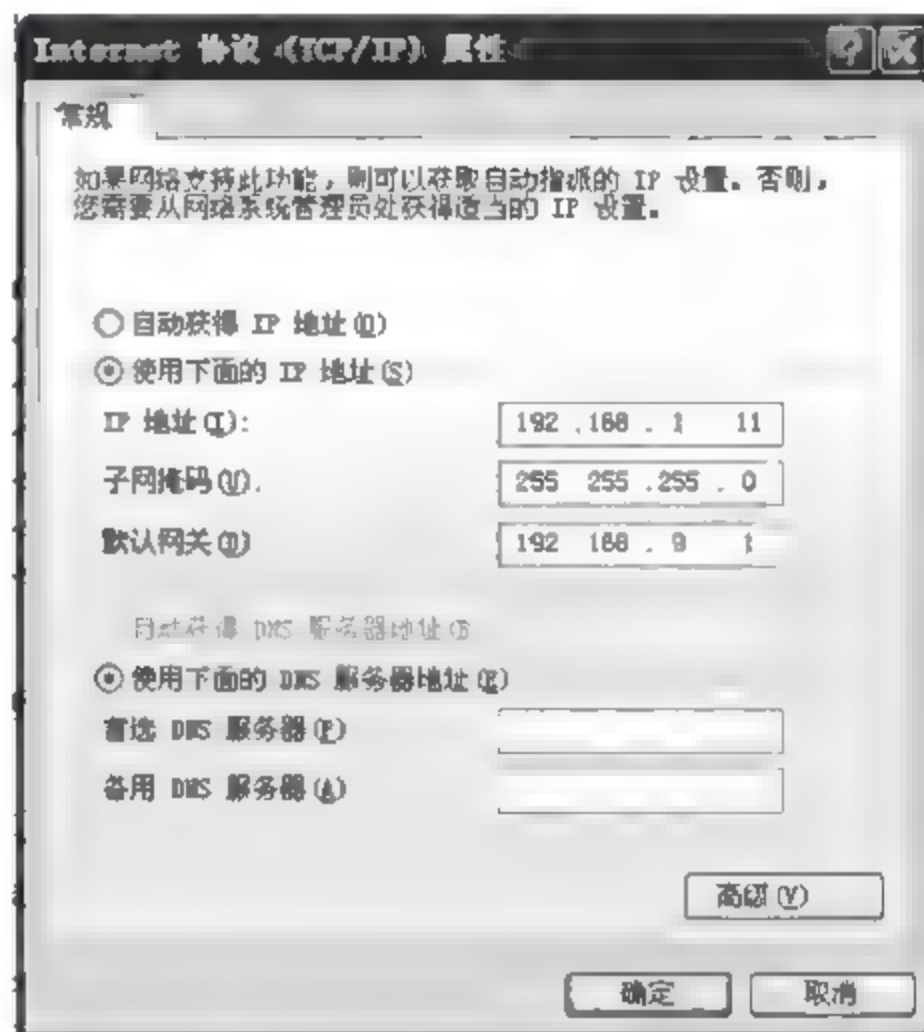 Internet 协议 (TCP/IP) 属性
常规
如果网络支持此功能，则可以获取自动指派的 IP 设置。否则，
您需要从网络系统管理员处获得适当的 IP 设置。
自动获得 IP 地址(O)
使用下面的 IP 地址(S)
IP 地址(I): 192 .168 . 1 11
子网掩码(U). 255 255 .255 . 0
默认网关(D) 192 168 . 9 1
自动获得 DNS 服务器地址(B
使用下面的 DNS 服务器地址(E)
首选 DNS 服务器(P)
备用 DNS 服务器(A)
高级(V)
确定 取消